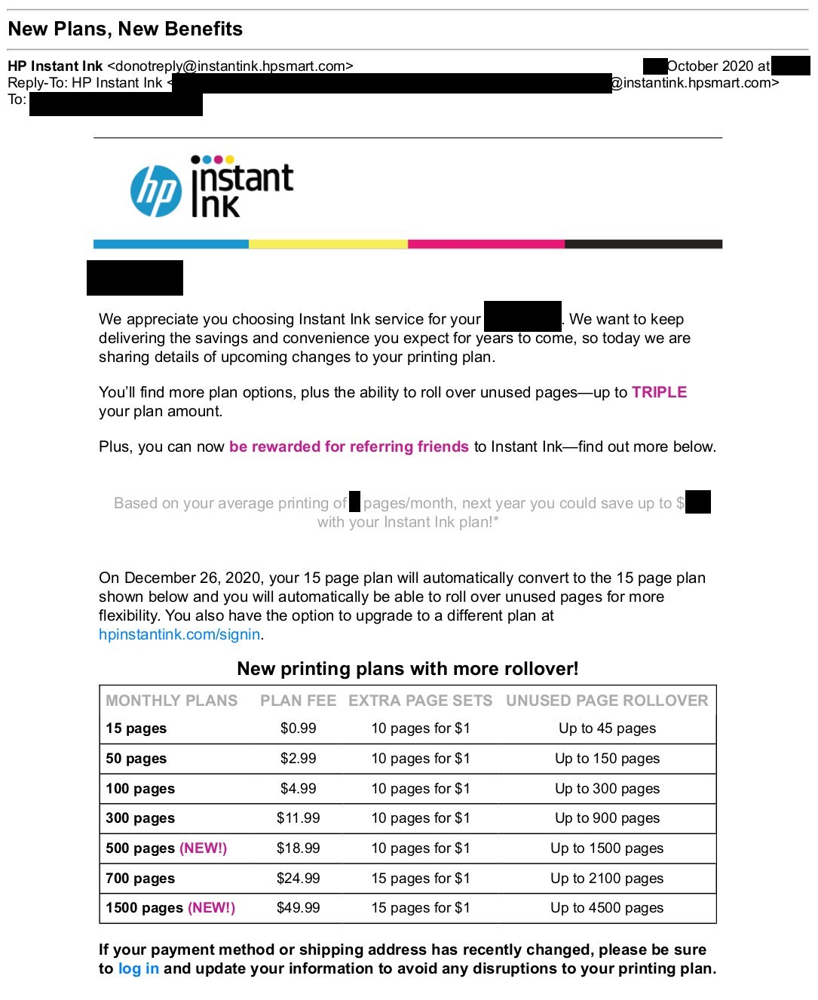 New Plans, New Benefits
HP Instant Ink <donotreply@instantink.hpsmart.com> October 2020 at
Reply-To: HP Instant Ink < @instantink.hpsmart.com>
To:
hp instant ink
We appreciate you choosing Instant Ink service for your . We want to keep
delivering the savings and convenience you expect for years to come, so today we are
sharing details of upcoming changes to your printing plan.
You’ll find more plan options, plus the ability to roll over unused pages—up to TRIPLE
your plan amount.
Plus, you can now be rewarded for referring friends to Instant Ink—find out more below.
Based on your average printing of pages/month, next year you could save up to $
with your Instant Ink plan!*
On December 26, 2020, your 15 page plan will automatically convert to the 15 page plan
shown below and you will automatically be able to roll over unused pages for more
flexibility. You also have the option to upgrade to a different plan at
hpinstantink.com/signin.
New printing plans with more rollover!
MONTHLY PLANS PLAN FEE EXTRA PAGE SETS UNUSED PAGE ROLLOVER
15 pages $0.99 10 pages for $1 Up to 45 pages
50 pages $2.99 10 pages for $1 Up to 150 pages
100 pages $4.99 10 pages for $1 Up to 300 pages
300 pages $11.99 10 pages for $1 Up to 900 pages
500 pages (NEW!) $18.99 10 pages for $1 Up to 1500 pages
700 pages $24.99 15 pages for $1 Up to 2100 pages
1500 pages (NEW!) $49.99 15 pages for $1 Up to 4500 pages
If your payment method or shipping address has recently changed, please be sure
to log in and update your information to avoid any disruptions to your printing plan.